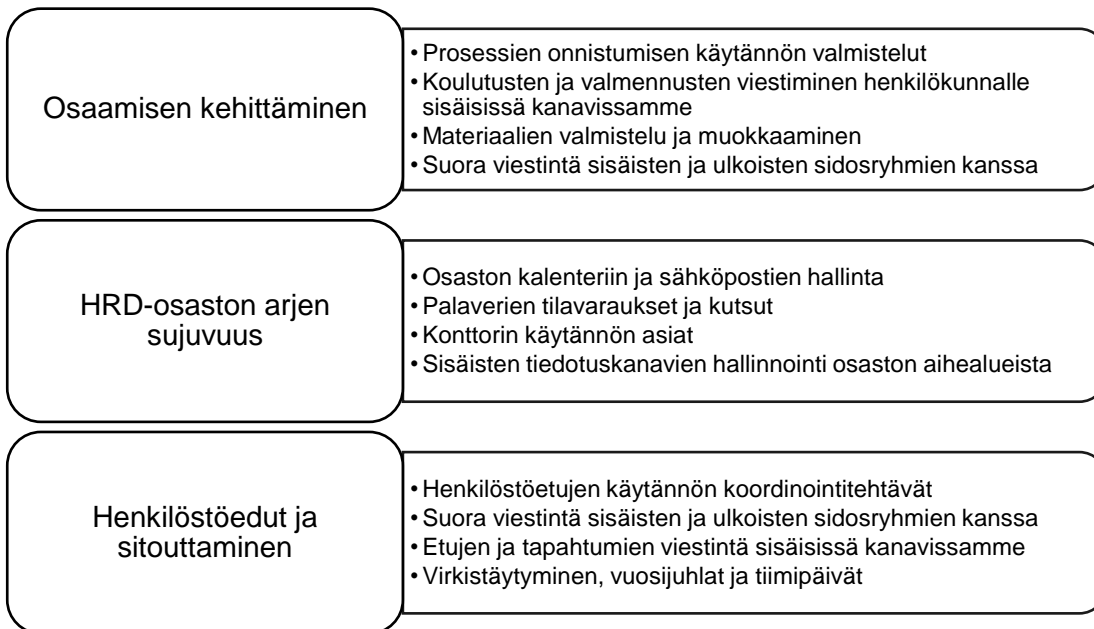 Osaamisen kehittäminen
• Prosessien onnistumisen käytännön valmistelut
• Koulutusten ja valmennusten viestiminen henkilökunnalle
sisäisissä kanavissamme
• Materiaalien valmistelu ja muokkaaminen
• Suora viestintä sisäisten ja ulkoisten sidosryhmien kanssa
HRD-osaston arjen
sujuvuus
• Osaston kalenteriin ja sähköpostien hallinta
• Palaverien tilavaraukset ja kutsut
• Konttorin käytännön asiat
• Sisäisten tiedotuskanavien hallinnointi osaston aihealueista
Henkilöstöedut ja
sitouttaminen
• Henkilöstöetujen käytännön koordinointitehtävät
• Suora viestintä sisäisten ja ulkoisten sidosryhmien kanssa
• Etujen ja tapahtumien viestintä sisäisissä kanavissamme
• Virkistäytyminen, vuosijuhlat ja tiimipäivät